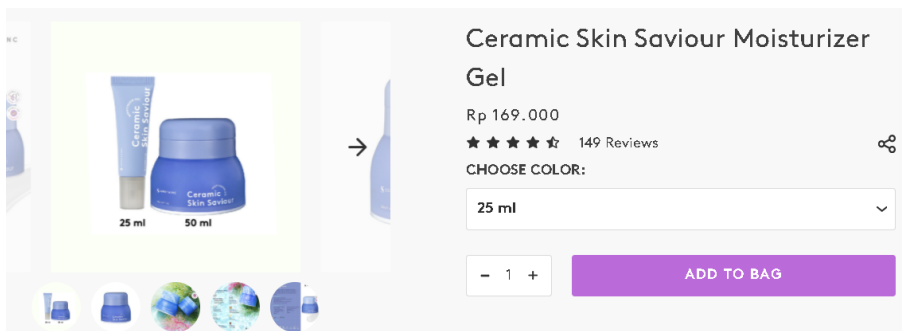 Ceramic Skin Saviour Moisturizer
Gel
Rp 169.000
149 Reviews
CHOOSE COLOR:
25 ml
- 1 +
ADD TO BAG
Ceramic
Skin Saviour
Ceramic
Skin Saviour
25 ml
50 ml